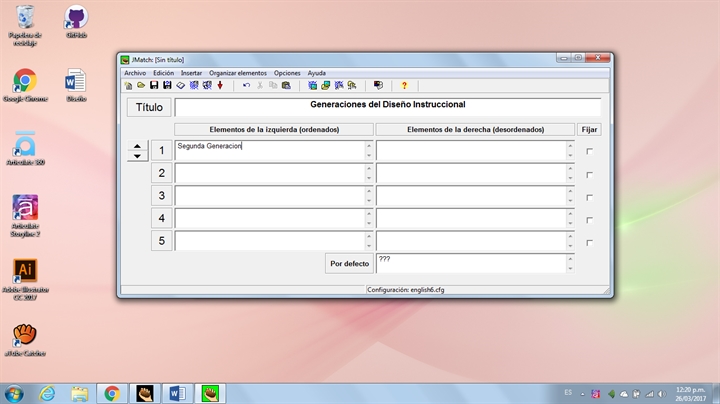 Papelera de
reciclaje
GitHub
Google Chrome
Diseño
Articulate 360
Articulate
Storyline 2
Adobe Illustrator
CC 2017
aTube Catcher
JMatch: [Sin título]
Archivo Edición Insertar Organizar elementos Opciones Ayuda
Título
Generaciones del Diseño Instruccional
Elementos de la izquierda (ordenados)
Elementos de la derecha (desordenados)
Fijar
1
Segunda Generacion
2
3
4
5
Por defecto
???
Configuración: english6.cfg
ES
12:20 p.m.
26/03/2017